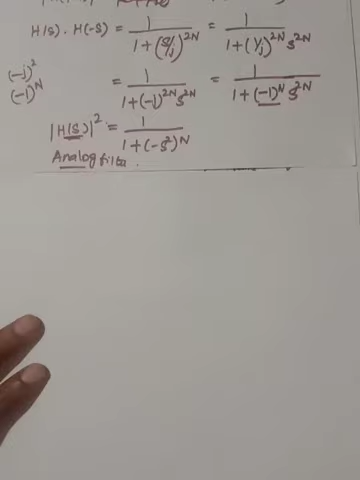 H(s) . H(-s) = 1/(1+(s/j)^2N) = 1/(1+(1/j)^2N s^2N)
(-j)^2
(-1)^N
= 1/(1+(-j)^2N s^2N) = 1/(1+(-1)^N s^2N)
|H(s)|^2 = 1/(1+(-s^2)^N)
Analog filter.